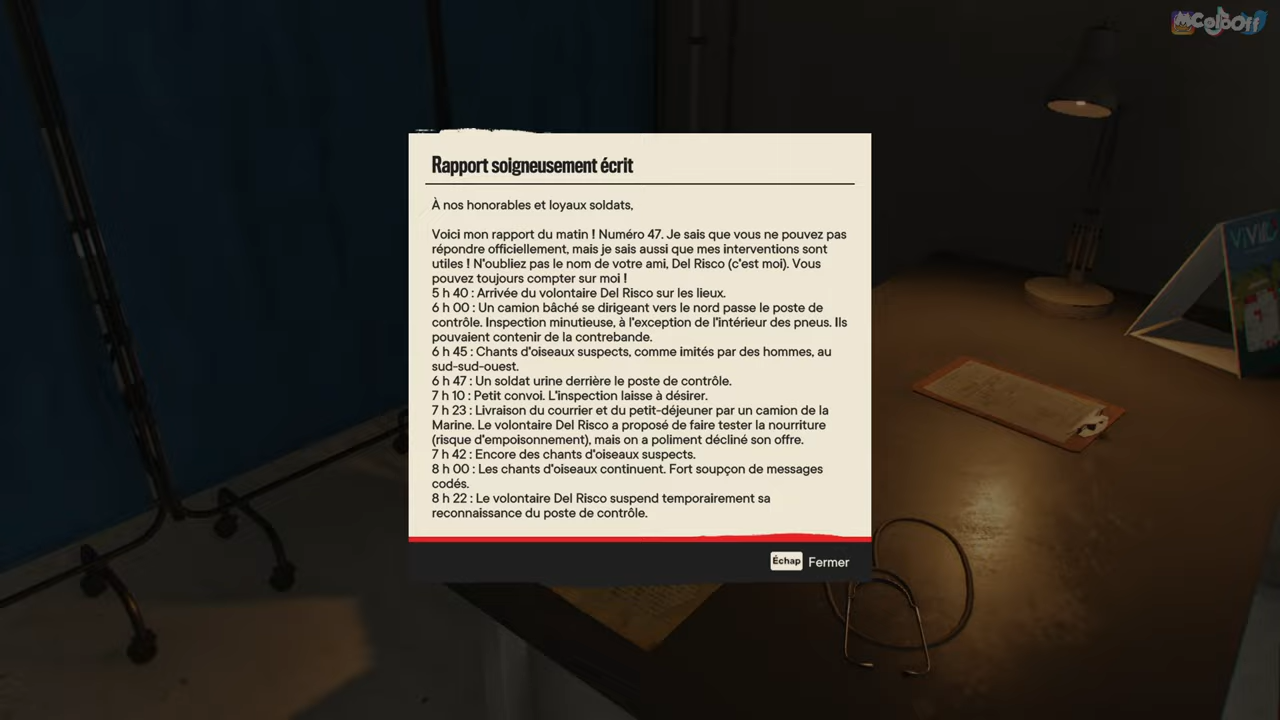 McoloOff
Rapport soigneusement écrit
À nos honorables et loyaux soldats,
Voici mon rapport du matin ! Numéro 47. Je sais que vous ne pouvez pas
répondre officiellement, mais je sais aussi que mes interventions sont
utiles ! N'oubliez pas le nom de votre ami, Del Risco (c'est moi). Vous
pouvez toujours compter sur moi !
5 h 40 : Arrivée du volontaire Del Risco sur les lieux.
6 h 00 : Un camion bâché se dirigeant vers le nord passe le poste de
contrôle. Inspection minutieuse, à l'exception de l'intérieur des pneus. Ils
pouvaient contenir de la contrebande.
6 h 45 : Chants d'oiseaux suspects, comme imités par des hommes, au
sud-sud-ouest.
6 h 47 : Un soldat urine derrière le poste de contrôle.
7 h 10 : Petit convoi. L'inspection laisse à désirer.
7 h 23 : Livraison du courrier et du petit-déjeuner par un camion de la
Marine. Le volontaire Del Risco a proposé de faire tester la nourriture
(risque d'empoisonnement), mais on a poliment décliné son offre.
7 h 42 : Encore des chants d'oiseaux suspects.
8 h 00 : Les chants d'oiseaux continuent. Fort soupçon de messages
codés.
8 h 22 : Le volontaire Del Risco suspend temporairement sa
reconnaissance du poste de contrôle.
Échap Fermer